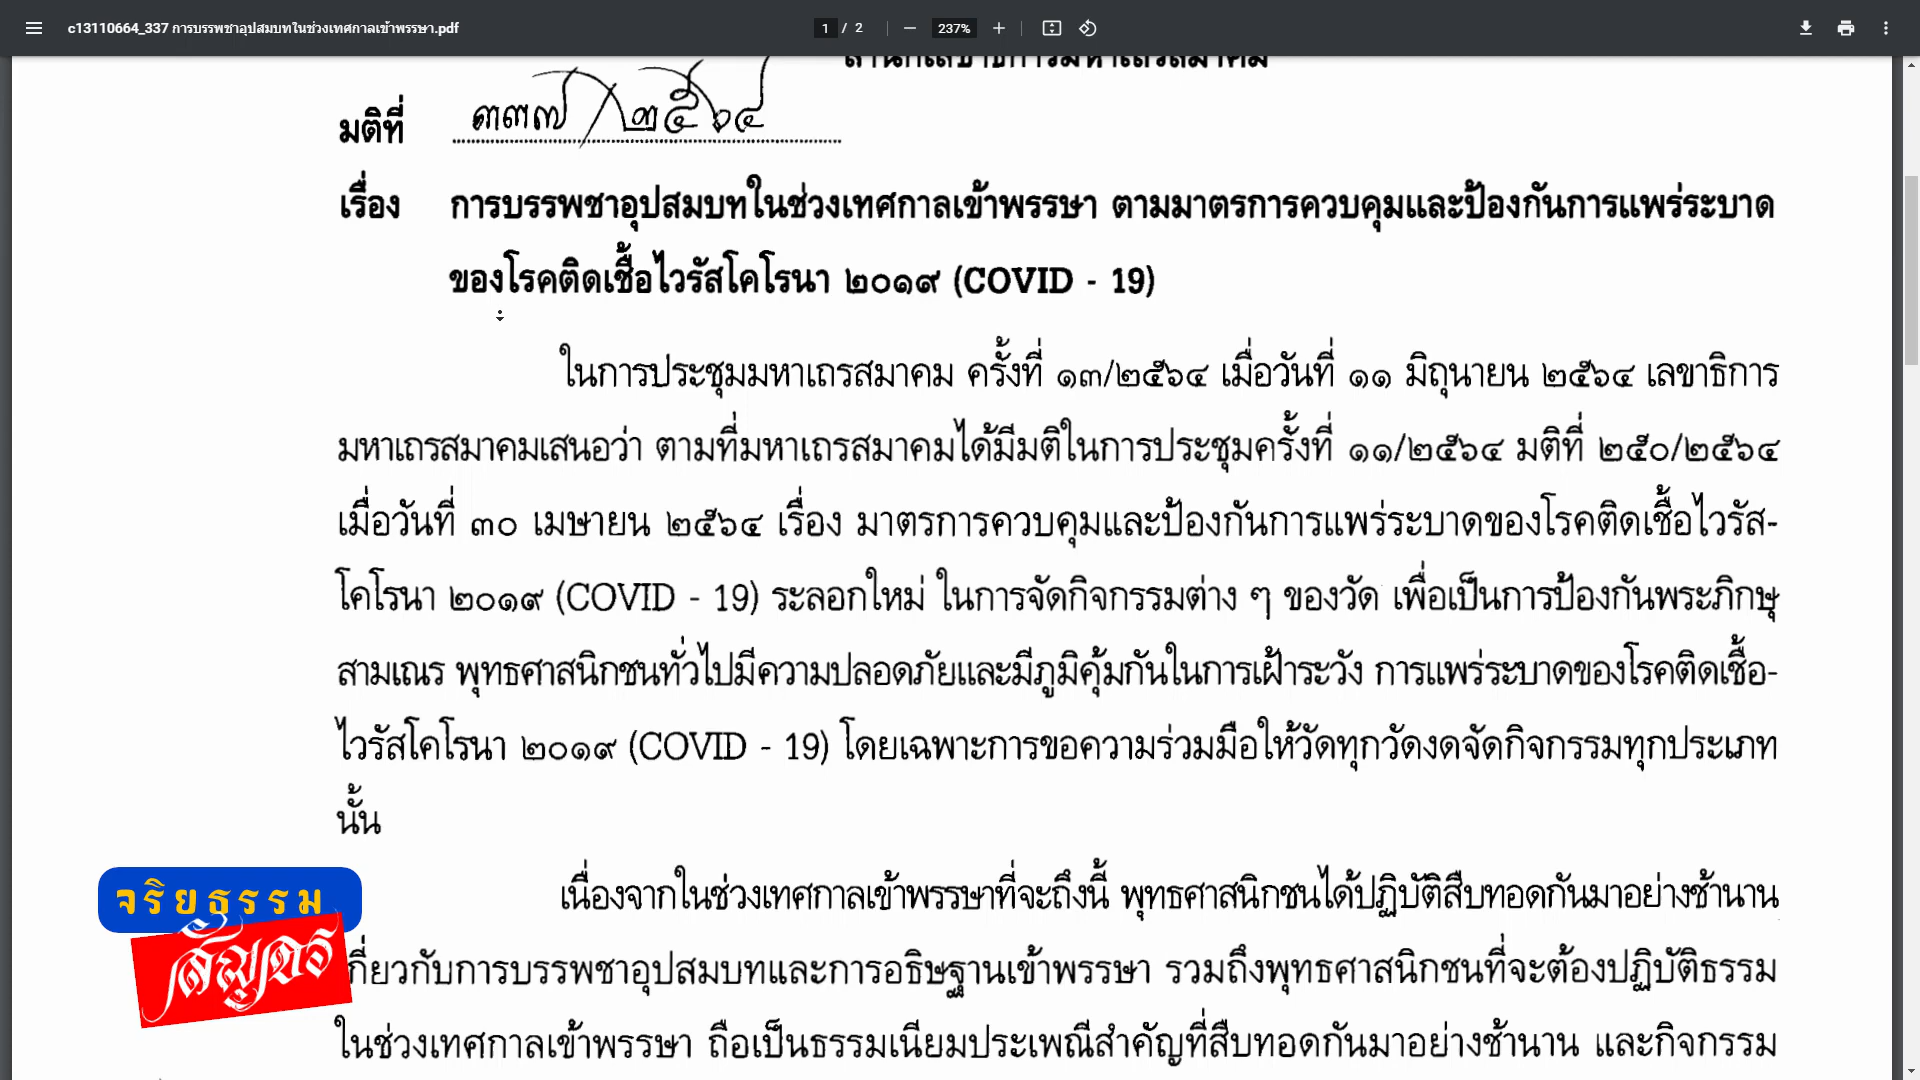 c13110664_337 การบรรพชาอุปสมบทในช่วงเทศกาลเข้าพรรษา.pdf
1 / 2
237%
สำนักเลขาธิการมหาเถรสมาคม
มติที่ ๓๓๗/๒๕๖๔
เรื่อง การบรรพชาอุปสมบทในช่วงเทศกาลเข้าพรรษา ตามมาตรการควบคุมและป้องกันการแพร่ระบาด
ของโรคติดเชื้อไวรัสโคโรนา ๒๐๑๙ (COVID - 19)
ในการประชุมมหาเถรสมาคม ครั้งที่ ๑๓/๒๕๖๔ เมื่อวันที่ ๑๑ มิถุนายน ๒๕๖๔ เลขาธิการ
มหาเถรสมาคมเสนอว่า ตามที่มหาเถรสมาคมได้มีมติในการประชุมครั้งที่ ๑๑/๒๕๖๔ มติที่ ๒๕๐/๒๕๖๔
เมื่อวันที่ ๓๐ เมษายน ๒๕๖๔ เรื่อง มาตรการควบคุมและป้องกันการแพร่ระบาดของโรคติดเชื้อไวรัส-
โคโรนา ๒๐๑๙ (COVID - 19) ระลอกใหม่ ในการจัดกิจกรรมต่าง ๆ ของวัด เพื่อเป็นการป้องกันพระภิกษุ
สามเณร พุทธศาสนิกชนทั่วไปมีความปลอดภัยและมีภูมิคุ้มกันในการเฝ้าระวัง การแพร่ระบาดของโรคติดเชื้อ-
ไวรัสโคโรนา ๒๐๑๙ (COVID - 19) โดยเฉพาะการขอความร่วมมือให้วัดทุกวัดงดจัดกิจกรรมทุกประเภท
นั้น
เนื่องจากในช่วงเทศกาลเข้าพรรษาที่จะถึงนี้ พุทธศาสนิกชนได้ปฏิบัติสืบทอดกันมาอย่างช้านาน
กี่ยวกับการบรรพชาอุปสมบทและการอธิษฐานเข้าพรรษา รวมถึงพุทธศาสนิกชนที่จะต้องปฏิบัติธรรม
ในช่วงเทศกาลเข้าพรรษา ถือเป็นธรรมเนียมประเพณีสำคัญที่สืบทอดกันมาอย่างช้านาน และกิจกรรม
จริยธรรม
สัญจร